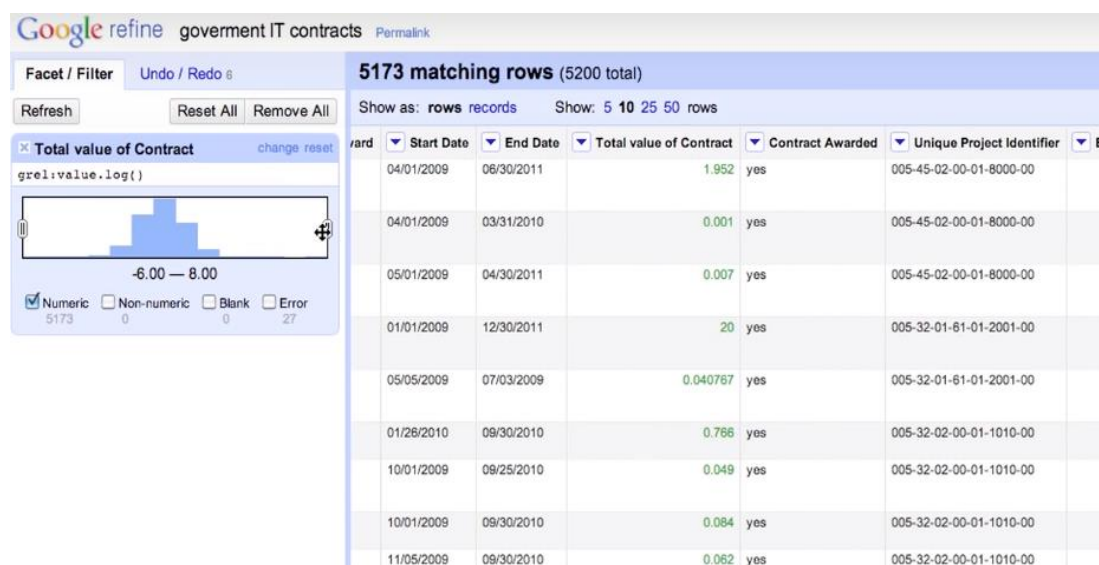 Google refine goverment IT contracts Permalink
Facet / Filter Undo / Redo 6
Refresh Reset All Remove All
Total value of Contract change reset
grel:value.log()
-6.00 — 8.00
Numeric Non-numeric Blank Error
5173 0 0 27
5173 matching rows (5200 total)
Show as: rows records Show: 5 10 25 50 rows
vard Start Date End Date Total value of Contract Contract Awarded Unique Project Identifier
04/01/2009 06/30/2011 1.952 yes 005-45-02-00-01-8000-00
04/01/2009 03/31/2010 0.001 yes 005-45-02-00-01-8000-00
05/01/2009 04/30/2011 0.007 yes 005-45-02-00-01-8000-00
01/01/2009 12/30/2011 20 yes 005-32-01-61-01-2001-00
05/05/2009 07/03/2009 0.040767 yes 005-32-01-61-01-2001-00
01/26/2010 09/30/2010 0.766 yes 005-32-02-00-01-1010-00
10/01/2009 09/25/2010 0.049 yes 005-32-02-00-01-1010-00
10/01/2009 09/30/2010 0.084 yes 005-32-02-00-01-1010-00
11/05/2009 09/30/2010 0.062 yes 005-32-02-00-01-1010-00